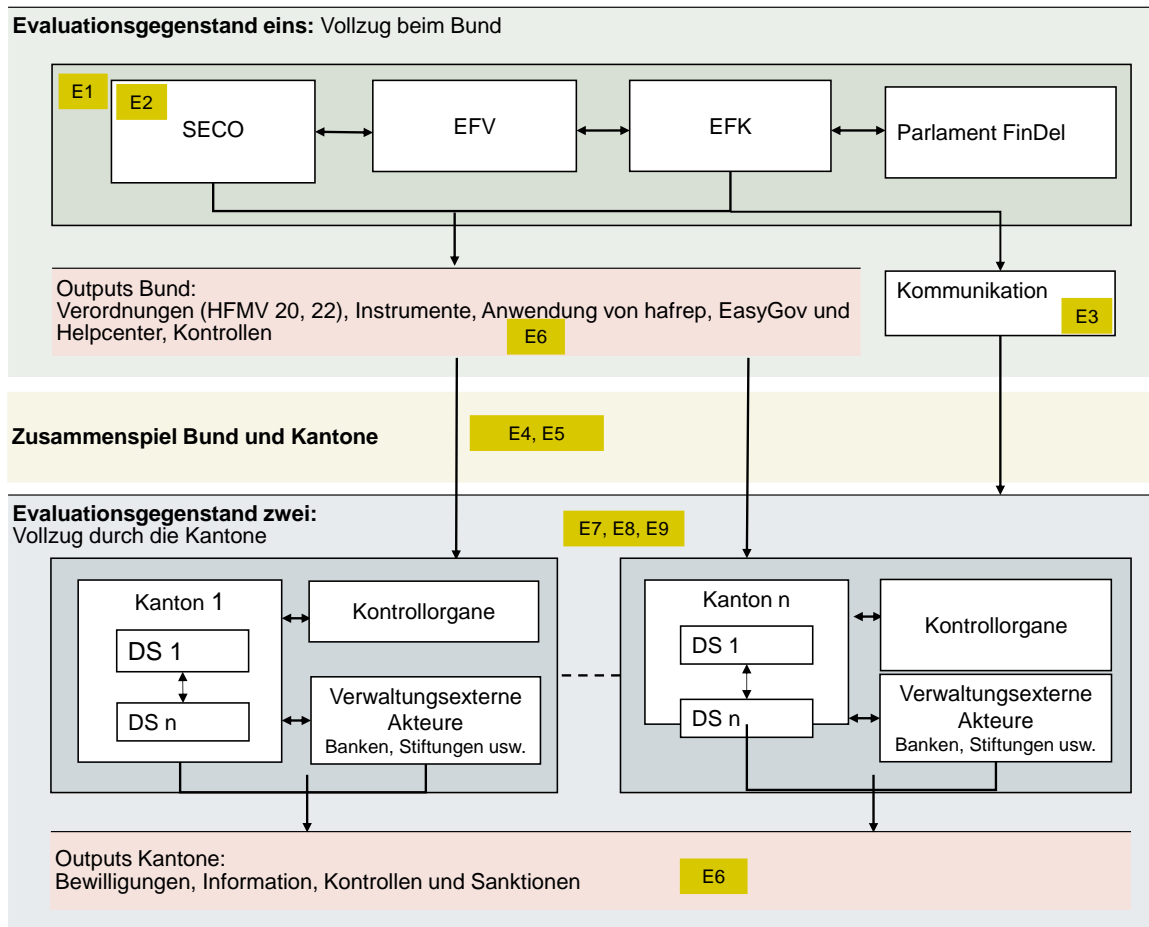 Evaluationsgegenstand eins: Vollzug beim Bund
E1
E2
SECO
EFV
EFK
Parlament FinDel
Outputs Bund:
Verordnungen (HFMV 20, 22), Instrumente, Anwendung von hafrep, EasyGov und
Helpcenter, Kontrollen
E6
Kommunikation
E3
Zusammenspiel Bund und Kantone
E4, E5
Evaluationsgegenstand zwei:
Vollzug durch die Kantone
E7, E8, E9
Kanton 1
DS 1
DS n
Kontrollorgane
Verwaltungsexterne
Akteure
Banken, Stiftungen usw.
Kanton n
DS 1
DS n
Kontrollorgane
Verwaltungsexterne
Akteure
Banken, Stiftungen usw.
Outputs Kantone:
Bewilligungen, Information, Kontrollen und Sanktionen
E6